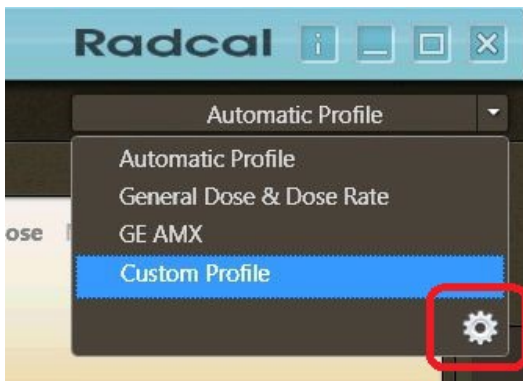 Radcal i
Automatic Profile
Automatic Profile
General Dose & Dose Rate
ose
GE AMX
Custom Profile